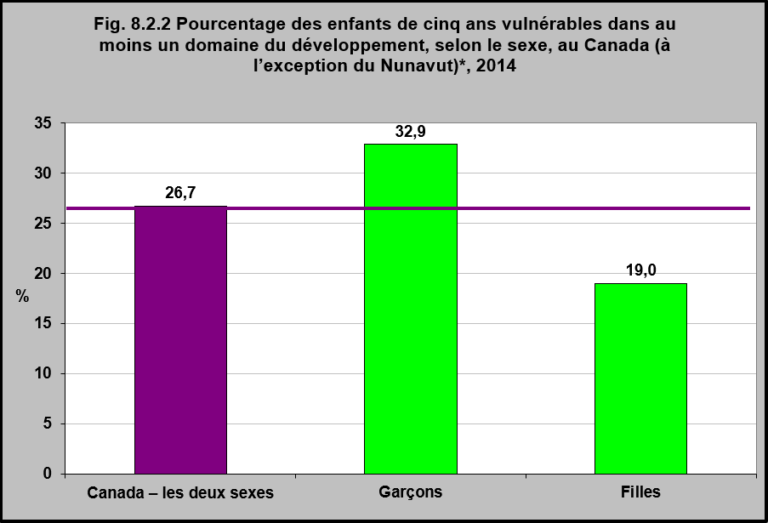 Fig. 8.2.2 Pourcentage des enfants de cinq ans vulnérables dans au
moins un domaine du développement, selon le sexe, au Canada (à
l’exception du Nunavut)*, 2014
35
30
25
20
15
10
5
0
%
26,7
32,9
19,0
Canada – les deux sexes
Garçons
Filles